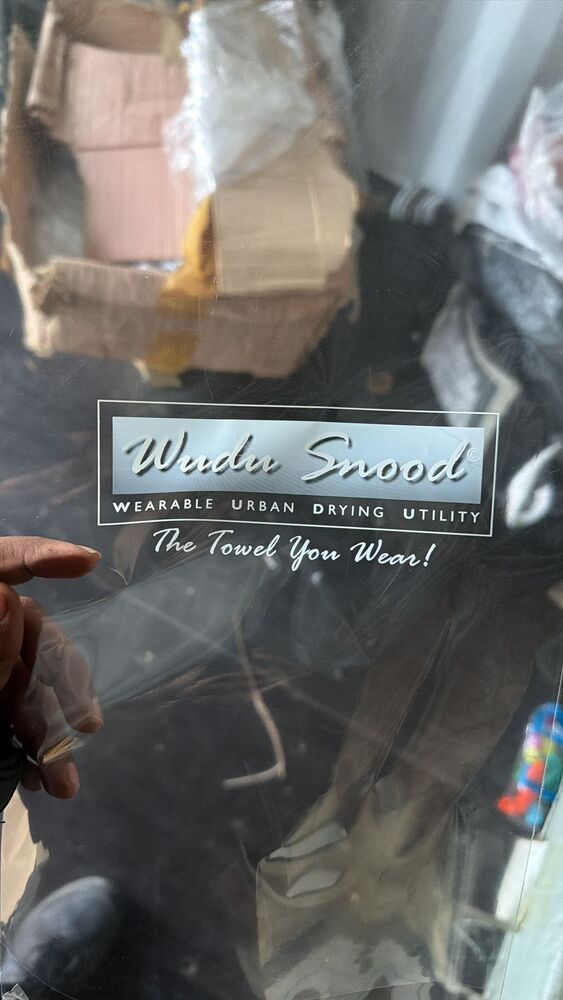 Wudu Snood©
WEARABLE URBAN DRYING UTILITY
The Towel You Wear!